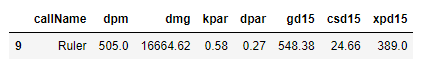 callName dpm dmg kpar dpar gd15 csd15 xpd15
9 Ruler 505.0 16664.62 0.58 0.27 548.38 24.66 389.0